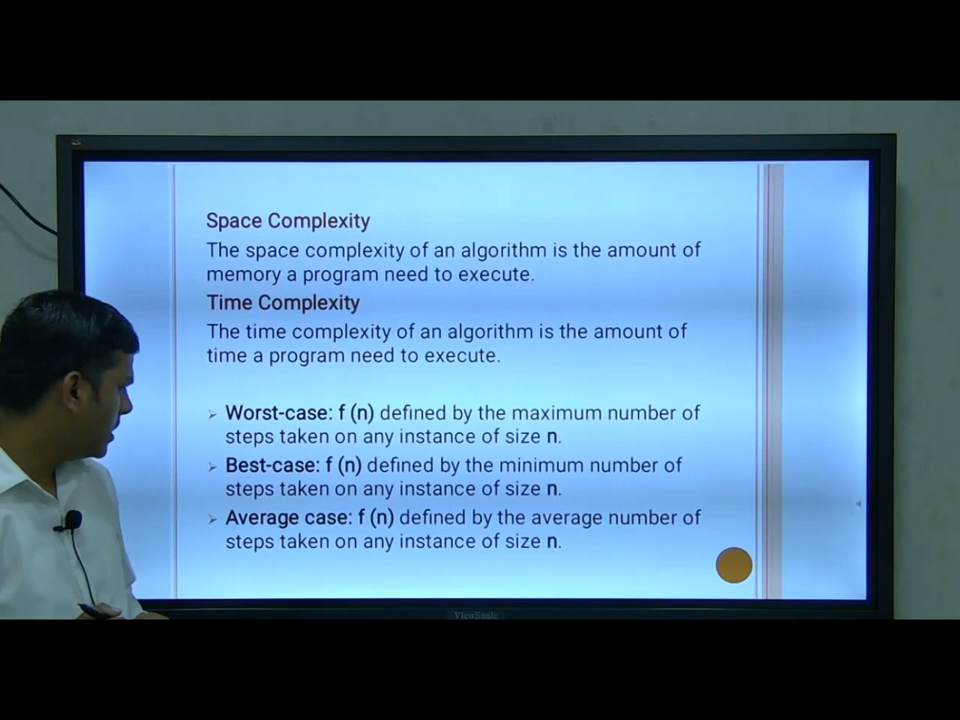 Space Complexity
The space complexity of an algorithm is the amount of
memory a program need to execute.
Time Complexity
The time complexity of an algorithm is the amount of
time a program need to execute.
Worst-case: f (n) defined by the maximum number of
steps taken on any instance of size n.
Best-case: f (n) defined by the minimum number of
steps taken on any instance of size n.
Average case: f (n) defined by the average number of
steps taken on any instance of size n.
ViewSonic